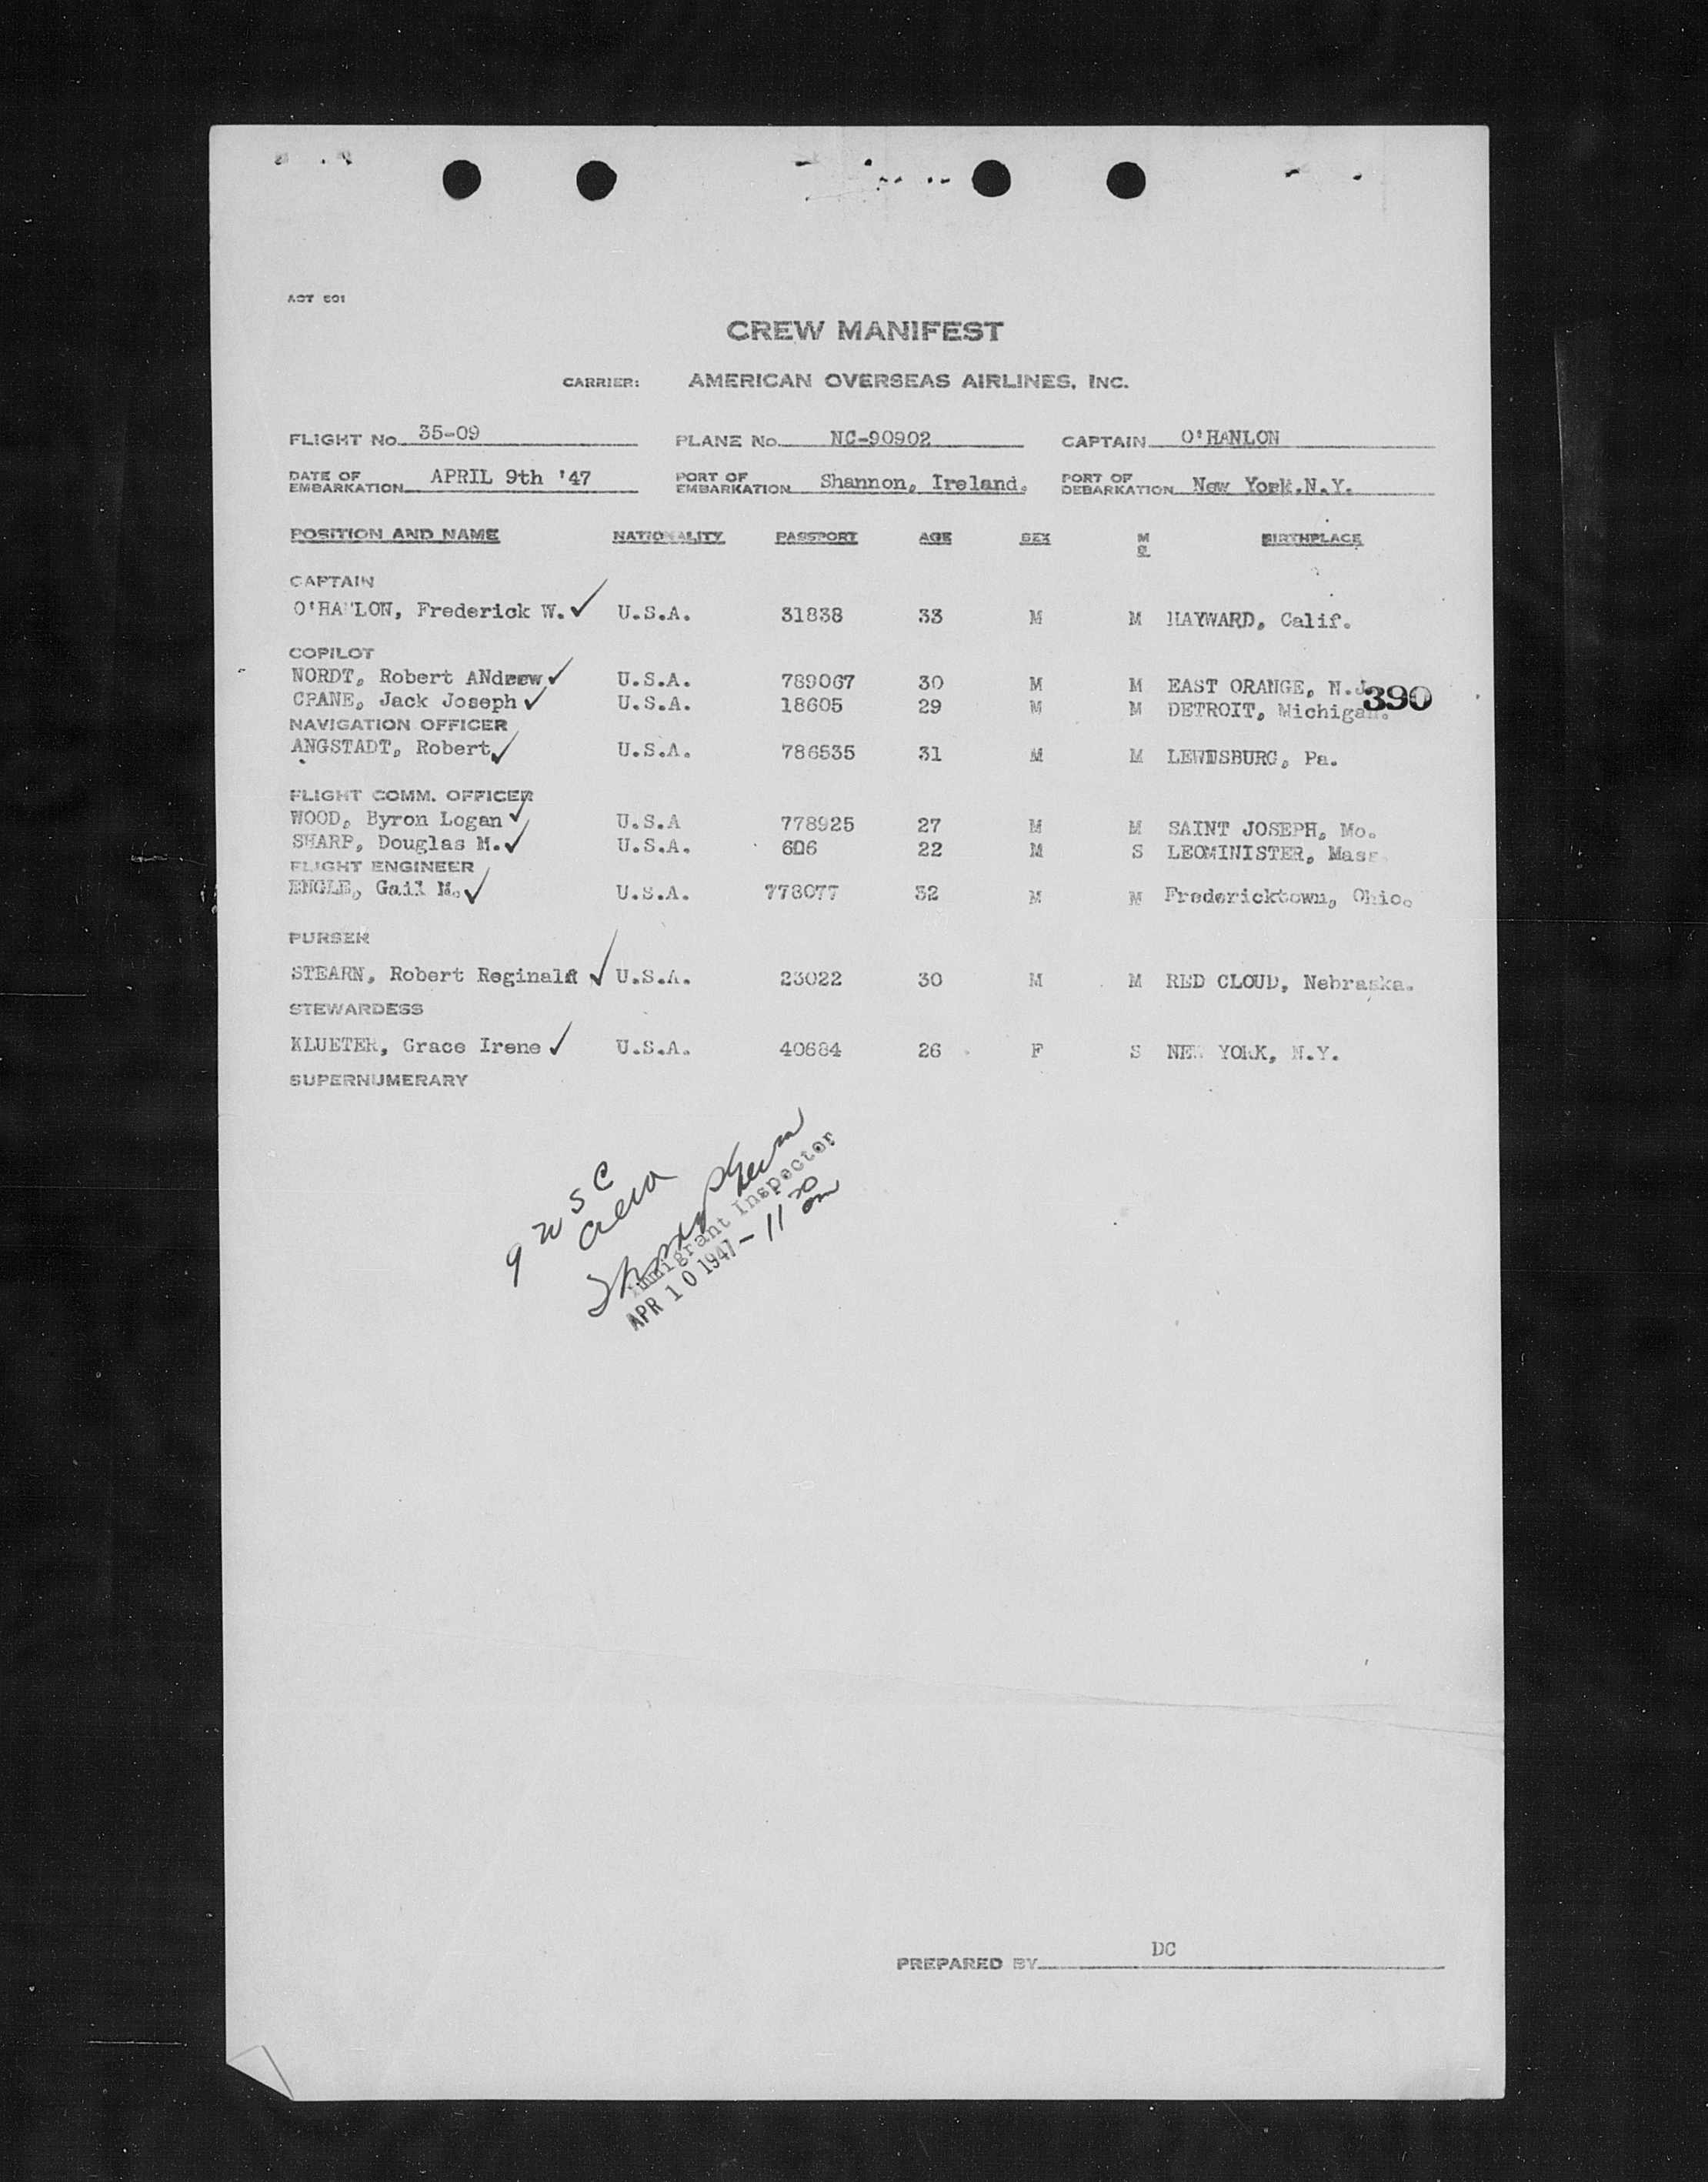 CREW MANIFEST
CARRIER: AMERICAN OVERSEAS AIRLINES, INC.
FLIGHT No. 35-09 PLANE No. NC-90902 CAPTAIN O'HANLON
DATE OF EMBARKATION APRIL 9th '47 PORT OF EMBARKATION Shannon, Ireland. PORT OF DEBARKATION New York.N.Y.
POSITION AND NAME NATIONALITY PASSPORT AGE SEX M S BIRTHPLACE
CAPTAIN
O'HANLON, Frederick W. ✓ U.S.A. 31838 33 M M HAYWARD, Calif.
COPILOT
NORDT, Robert ANdrew ✓ U.S.A. 789067 30 M M EAST ORANGE, N.J.
390
CRANE, Jack Joseph ✓ U.S.A. 18605 29 M M DETROIT, Michigan.
NAVIGATION OFFICER
ANGSTADT, Robert ✓ U.S.A. 786535 31 M M LEWISBURG, Pa.
FLIGHT COMM. OFFICER
WOOD, Byron Logan ✓ U.S.A 778925 27 M M SAINT JOSEPH, Mo.
SHARP, Douglas M. ✓ U.S.A. 606 22 M S LEOMINISTER, Mass.
FLIGHT ENGINEER
ENGLE, Gail M. ✓ U.S.A. 778077 32 M M Fredericktown, Ohio.
PURSER
STEARN, Robert Reginald ✓ U.S.A. 23022 30 M M RED CLOUD, Nebraska.
STEWARDESS
KLUETER, Grace Irene ✓ U.S.A. 40684 26 F S NEW YORK, N.Y.
SUPERNUMERARY
9 U S C
Crew
Immigrant Inspector
APR 10 1947 - 11
PREPARED BY DC